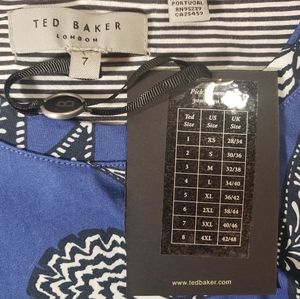 PORTUGAL
TED BAKER
LONDON
7
Ted Size US Size UK Size
1 XS 28/34
2 S 30/36
3 M 32/38
4 L 34/40
5 XL 36/42
6 2XL 38/44
7 3XL 40/46
8 4XL 42/48
www.tedbaker.com